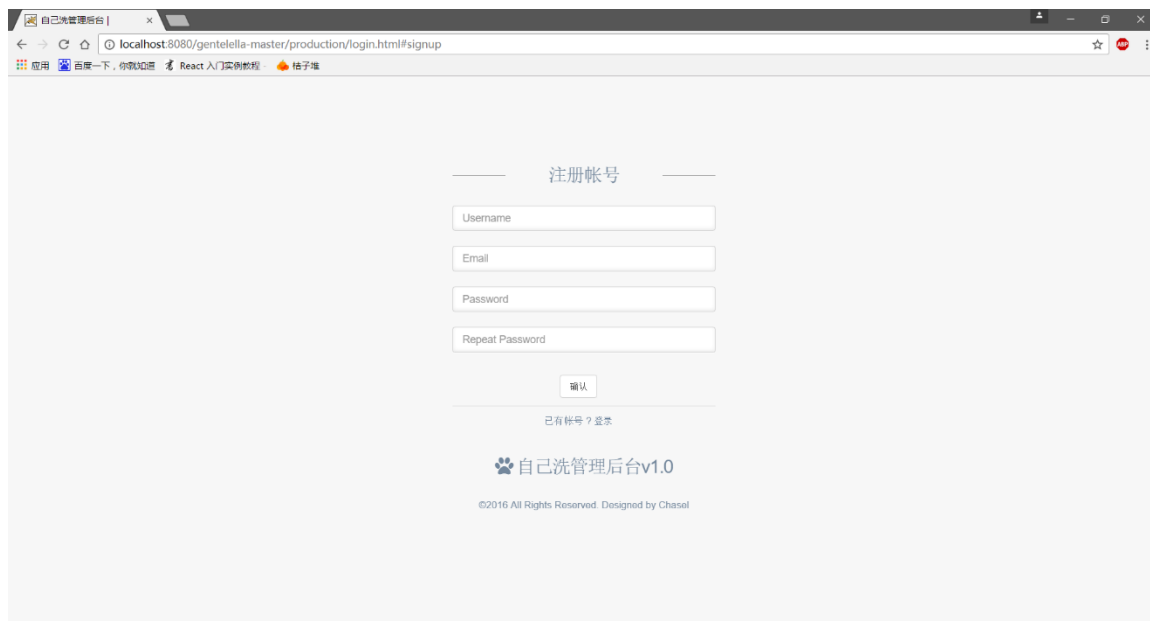 自己洗管理后台 |
localhost:8080/gentelella-master/production/login.html#signup
ABP
应用 百度一下，你就知道 React 入门实例教程 - 桔子堆
注册帐号
Username
Email
Password
Repeat Password
确认
已有帐号？登录
自己洗管理后台v1.0
©2016 All Rights Reserved. Designed by Chasel